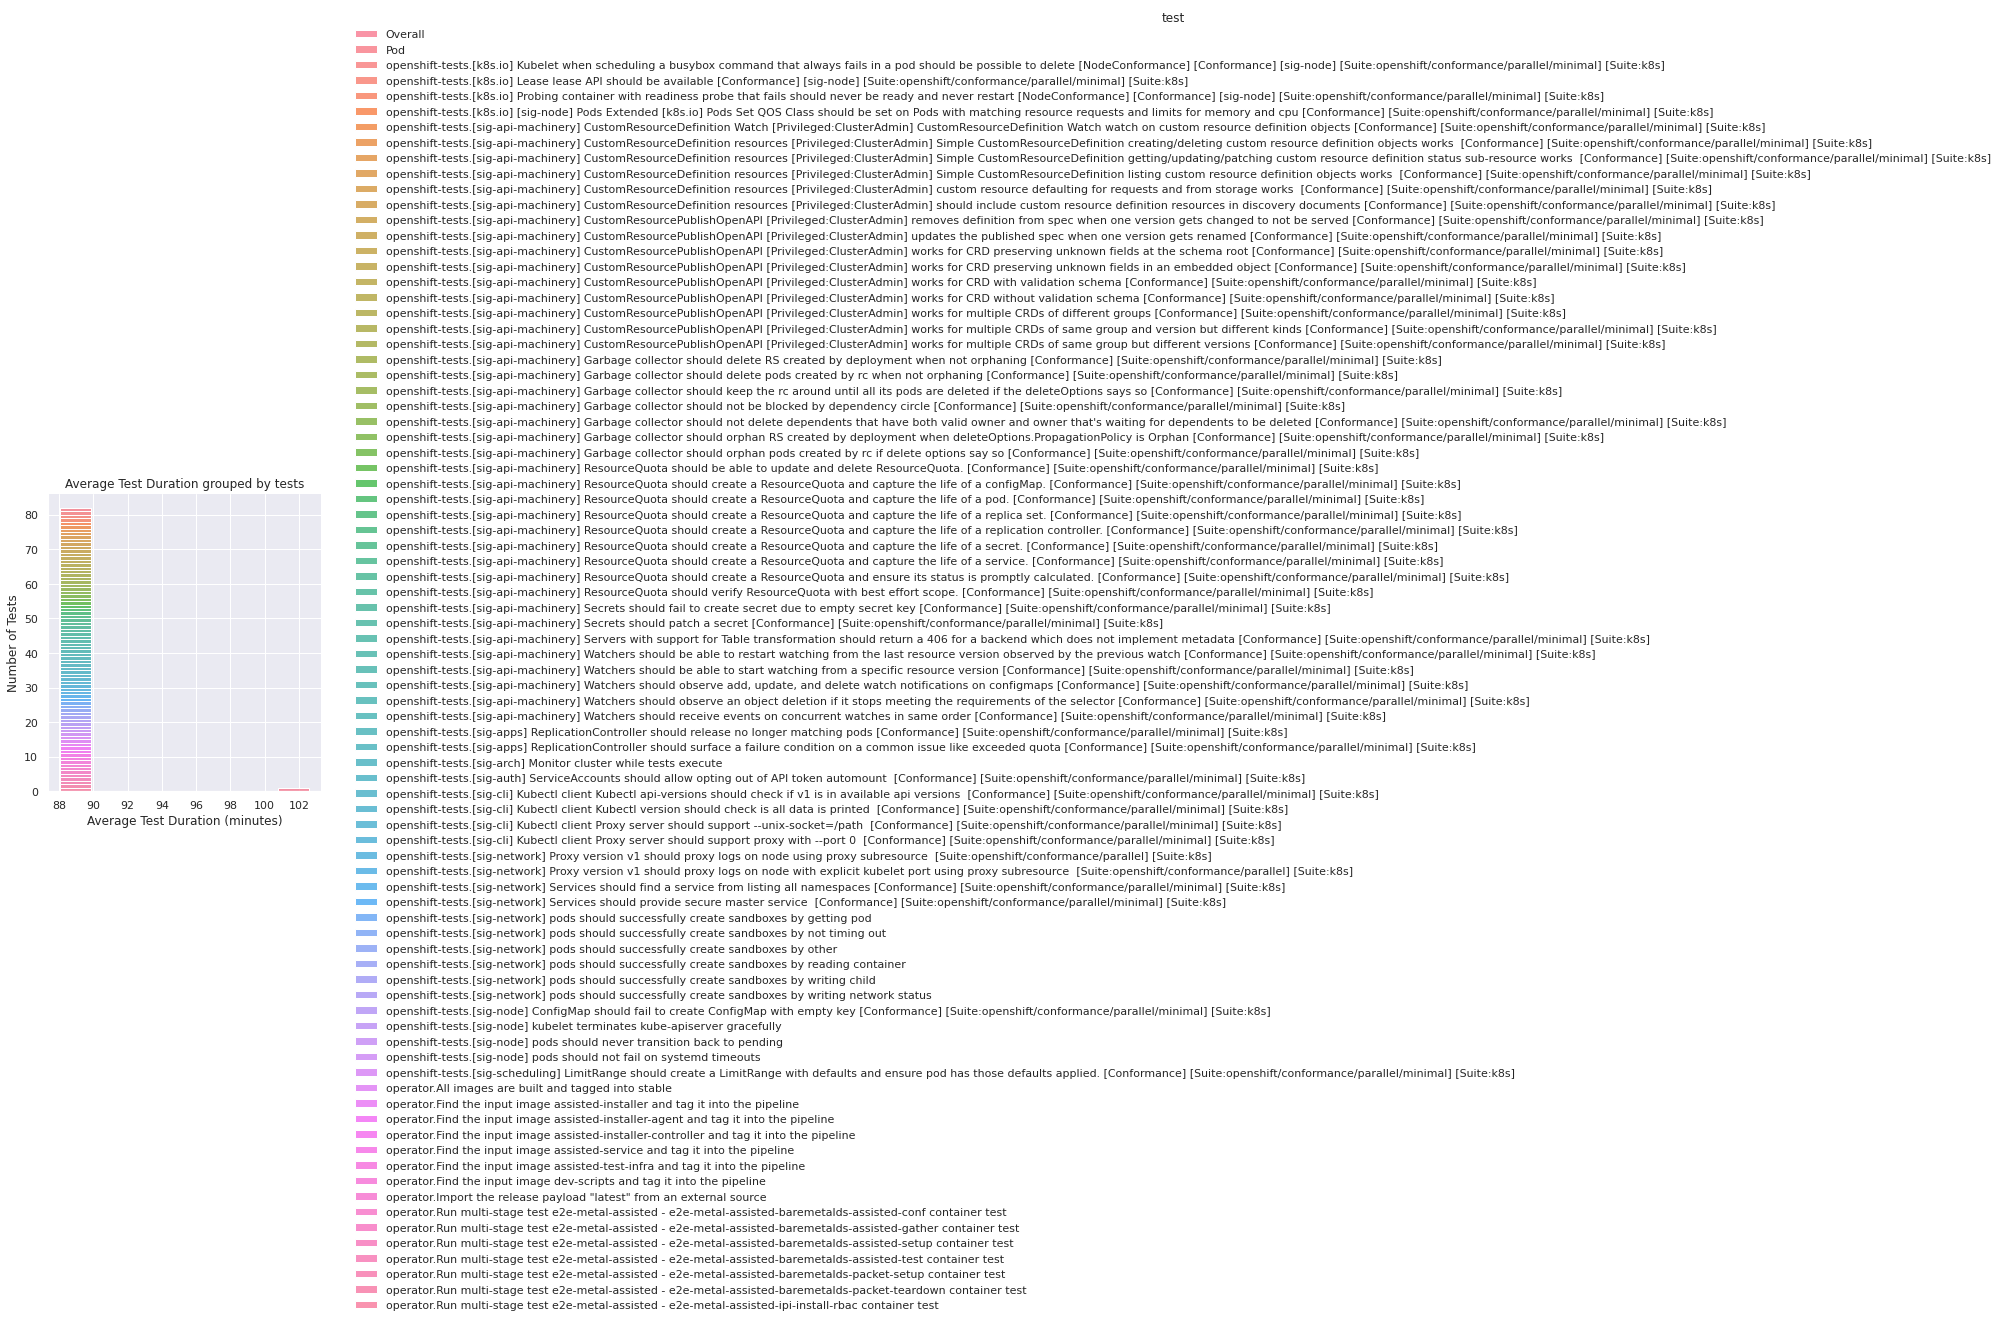 test
Overall
Pod
openshift-tests.[k8s.io] Kubelet when scheduling a busybox command that always fails in a pod should be possible to delete [NodeConformance] [Conformance] [sig-node] [Suite:openshift/conformance/parallel/minimal] [Suite:k8s]
openshift-tests.[k8s.io] Lease lease API should be available [Conformance] [sig-node] [Suite:openshift/conformance/parallel/minimal] [Suite:k8s]
openshift-tests.[k8s.io] Probing container with readiness probe that fails should never be ready and never restart [NodeConformance] [Conformance] [sig-node] [Suite:openshift/conformance/parallel/minimal] [Suite:k8s]
openshift-tests.[k8s.io] [sig-node] Pods Extended [k8s.io] Pods Set QOS Class should be set on Pods with matching resource requests and limits for memory and cpu [Conformance] [Suite:openshift/conformance/parallel/minimal] [Suite:k8s]
openshift-tests.[sig-api-machinery] CustomResourceDefinition Watch [Privileged:ClusterAdmin] CustomResourceDefinition Watch watch on custom resource definition objects [Conformance] [Suite:openshift/conformance/parallel/minimal] [Suite:k8s]
openshift-tests.[sig-api-machinery] CustomResourceDefinition resources [Privileged:ClusterAdmin] Simple CustomResourceDefinition creating/deleting custom resource definition objects works  [Conformance] [Suite:openshift/conformance/parallel/minimal] [Suite:k8s]
openshift-tests.[sig-api-machinery] CustomResourceDefinition resources [Privileged:ClusterAdmin] Simple CustomResourceDefinition getting/updating/patching custom resource definition status sub-resource works  [Conformance] [Suite:openshift/conformance/parallel/minimal] [Suite:k8s]
openshift-tests.[sig-api-machinery] CustomResourceDefinition resources [Privileged:ClusterAdmin] Simple CustomResourceDefinition listing custom resource definition objects works  [Conformance] [Suite:openshift/conformance/parallel/minimal] [Suite:k8s]
openshift-tests.[sig-api-machinery] CustomResourceDefinition resources [Privileged:ClusterAdmin] custom resource defaulting for requests and from storage works  [Conformance] [Suite:openshift/conformance/parallel/minimal] [Suite:k8s]
openshift-tests.[sig-api-machinery] CustomResourceDefinition resources [Privileged:ClusterAdmin] should include custom resource definition resources in discovery documents [Conformance] [Suite:openshift/conformance/parallel/minimal] [Suite:k8s]
openshift-tests.[sig-api-machinery] CustomResourcePublishOpenAPI [Privileged:ClusterAdmin] removes definition from spec when one version gets changed to not be served [Conformance] [Suite:openshift/conformance/parallel/minimal] [Suite:k8s]
openshift-tests.[sig-api-machinery] CustomResourcePublishOpenAPI [Privileged:ClusterAdmin] updates the published spec when one version gets renamed [Conformance] [Suite:openshift/conformance/parallel/minimal] [Suite:k8s]
openshift-tests.[sig-api-machinery] CustomResourcePublishOpenAPI [Privileged:ClusterAdmin] works for CRD preserving unknown fields at the schema root [Conformance] [Suite:openshift/conformance/parallel/minimal] [Suite:k8s]
openshift-tests.[sig-api-machinery] CustomResourcePublishOpenAPI [Privileged:ClusterAdmin] works for CRD preserving unknown fields in an embedded object [Conformance] [Suite:openshift/conformance/parallel/minimal] [Suite:k8s]
openshift-tests.[sig-api-machinery] CustomResourcePublishOpenAPI [Privileged:ClusterAdmin] works for CRD with validation schema [Conformance] [Suite:openshift/conformance/parallel/minimal] [Suite:k8s]
openshift-tests.[sig-api-machinery] CustomResourcePublishOpenAPI [Privileged:ClusterAdmin] works for CRD without validation schema [Conformance] [Suite:openshift/conformance/parallel/minimal] [Suite:k8s]
openshift-tests.[sig-api-machinery] CustomResourcePublishOpenAPI [Privileged:ClusterAdmin] works for multiple CRDs of different groups [Conformance] [Suite:openshift/conformance/parallel/minimal] [Suite:k8s]
openshift-tests.[sig-api-machinery] CustomResourcePublishOpenAPI [Privileged:ClusterAdmin] works for multiple CRDs of same group and version but different kinds [Conformance] [Suite:openshift/conformance/parallel/minimal] [Suite:k8s]
openshift-tests.[sig-api-machinery] CustomResourcePublishOpenAPI [Privileged:ClusterAdmin] works for multiple CRDs of same group but different versions [Conformance] [Suite:openshift/conformance/parallel/minimal] [Suite:k8s]
openshift-tests.[sig-api-machinery] Garbage collector should delete RS created by deployment when not orphaning [Conformance] [Suite:openshift/conformance/parallel/minimal] [Suite:k8s]
openshift-tests.[sig-api-machinery] Garbage collector should delete pods created by rc when not orphaning [Conformance] [Suite:openshift/conformance/parallel/minimal] [Suite:k8s]
openshift-tests.[sig-api-machinery] Garbage collector should keep the rc around until all its pods are deleted if the deleteOptions says so [Conformance] [Suite:openshift/conformance/parallel/minimal] [Suite:k8s]
openshift-tests.[sig-api-machinery] Garbage collector should not be blocked by dependency circle [Conformance] [Suite:openshift/conformance/parallel/minimal] [Suite:k8s]
openshift-tests.[sig-api-machinery] Garbage collector should not delete dependents that have both valid owner and owner that's waiting for dependents to be deleted [Conformance] [Suite:openshift/conformance/parallel/minimal] [Suite:k8s]
openshift-tests.[sig-api-machinery] Garbage collector should orphan RS created by deployment when deleteOptions.PropagationPolicy is Orphan [Conformance] [Suite:openshift/conformance/parallel/minimal] [Suite:k8s]
openshift-tests.[sig-api-machinery] Garbage collector should orphan pods created by rc if delete options say so [Conformance] [Suite:openshift/conformance/parallel/minimal] [Suite:k8s]
openshift-tests.[sig-api-machinery] ResourceQuota should be able to update and delete ResourceQuota. [Conformance] [Suite:openshift/conformance/parallel/minimal] [Suite:k8s]
openshift-tests.[sig-api-machinery] ResourceQuota should create a ResourceQuota and capture the life of a configMap. [Conformance] [Suite:openshift/conformance/parallel/minimal] [Suite:k8s]
openshift-tests.[sig-api-machinery] ResourceQuota should create a ResourceQuota and capture the life of a pod. [Conformance] [Suite:openshift/conformance/parallel/minimal] [Suite:k8s]
openshift-tests.[sig-api-machinery] ResourceQuota should create a ResourceQuota and capture the life of a replica set. [Conformance] [Suite:openshift/conformance/parallel/minimal] [Suite:k8s]
openshift-tests.[sig-api-machinery] ResourceQuota should create a ResourceQuota and capture the life of a replication controller. [Conformance] [Suite:openshift/conformance/parallel/minimal] [Suite:k8s]
openshift-tests.[sig-api-machinery] ResourceQuota should create a ResourceQuota and capture the life of a secret. [Conformance] [Suite:openshift/conformance/parallel/minimal] [Suite:k8s]
openshift-tests.[sig-api-machinery] ResourceQuota should create a ResourceQuota and capture the life of a service. [Conformance] [Suite:openshift/conformance/parallel/minimal] [Suite:k8s]
openshift-tests.[sig-api-machinery] ResourceQuota should create a ResourceQuota and ensure its status is promptly calculated. [Conformance] [Suite:openshift/conformance/parallel/minimal] [Suite:k8s]
openshift-tests.[sig-api-machinery] ResourceQuota should verify ResourceQuota with best effort scope. [Conformance] [Suite:openshift/conformance/parallel/minimal] [Suite:k8s]
openshift-tests.[sig-api-machinery] Secrets should fail to create secret due to empty secret key [Conformance] [Suite:openshift/conformance/parallel/minimal] [Suite:k8s]
openshift-tests.[sig-api-machinery] Secrets should patch a secret [Conformance] [Suite:openshift/conformance/parallel/minimal] [Suite:k8s]
openshift-tests.[sig-api-machinery] Servers with support for Table transformation should return a 406 for a backend which does not implement metadata [Conformance] [Suite:openshift/conformance/parallel/minimal] [Suite:k8s]
openshift-tests.[sig-api-machinery] Watchers should be able to restart watching from the last resource version observed by the previous watch [Conformance] [Suite:openshift/conformance/parallel/minimal] [Suite:k8s]
openshift-tests.[sig-api-machinery] Watchers should be able to start watching from a specific resource version [Conformance] [Suite:openshift/conformance/parallel/minimal] [Suite:k8s]
openshift-tests.[sig-api-machinery] Watchers should observe add, update, and delete watch notifications on configmaps [Conformance] [Suite:openshift/conformance/parallel/minimal] [Suite:k8s]
openshift-tests.[sig-api-machinery] Watchers should observe an object deletion if it stops meeting the requirements of the selector [Conformance] [Suite:openshift/conformance/parallel/minimal] [Suite:k8s]
openshift-tests.[sig-api-machinery] Watchers should receive events on concurrent watches in same order [Conformance] [Suite:openshift/conformance/parallel/minimal] [Suite:k8s]
openshift-tests.[sig-apps] ReplicationController should release no longer matching pods [Conformance] [Suite:openshift/conformance/parallel/minimal] [Suite:k8s]
openshift-tests.[sig-apps] ReplicationController should surface a failure condition on a common issue like exceeded quota [Conformance] [Suite:openshift/conformance/parallel/minimal] [Suite:k8s]
openshift-tests.[sig-arch] Monitor cluster while tests execute
openshift-tests.[sig-auth] ServiceAccounts should allow opting out of API token automount  [Conformance] [Suite:openshift/conformance/parallel/minimal] [Suite:k8s]
openshift-tests.[sig-cli] Kubectl client Kubectl api-versions should check if v1 is in available api versions  [Conformance] [Suite:openshift/conformance/parallel/minimal] [Suite:k8s]
openshift-tests.[sig-cli] Kubectl client Kubectl version should check is all data is printed  [Conformance] [Suite:openshift/conformance/parallel/minimal] [Suite:k8s]
openshift-tests.[sig-cli] Kubectl client Proxy server should support --unix-socket=/path  [Conformance] [Suite:openshift/conformance/parallel/minimal] [Suite:k8s]
openshift-tests.[sig-cli] Kubectl client Proxy server should support proxy with --port 0  [Conformance] [Suite:openshift/conformance/parallel/minimal] [Suite:k8s]
openshift-tests.[sig-network] Proxy version v1 should proxy logs on node using proxy subresource  [Suite:openshift/conformance/parallel] [Suite:k8s]
openshift-tests.[sig-network] Proxy version v1 should proxy logs on node with explicit kubelet port using proxy subresource  [Suite:openshift/conformance/parallel] [Suite:k8s]
openshift-tests.[sig-network] Services should find a service from listing all namespaces [Conformance] [Suite:openshift/conformance/parallel/minimal] [Suite:k8s]
openshift-tests.[sig-network] Services should provide secure master service  [Conformance] [Suite:openshift/conformance/parallel/minimal] [Suite:k8s]
openshift-tests.[sig-network] pods should successfully create sandboxes by getting pod
openshift-tests.[sig-network] pods should successfully create sandboxes by not timing out
openshift-tests.[sig-network] pods should successfully create sandboxes by other
openshift-tests.[sig-network] pods should successfully create sandboxes by reading container
openshift-tests.[sig-network] pods should successfully create sandboxes by writing child
openshift-tests.[sig-network] pods should successfully create sandboxes by writing network status
openshift-tests.[sig-node] ConfigMap should fail to create ConfigMap with empty key [Conformance] [Suite:openshift/conformance/parallel/minimal] [Suite:k8s]
openshift-tests.[sig-node] kubelet terminates kube-apiserver gracefully
openshift-tests.[sig-node] pods should never transition back to pending
openshift-tests.[sig-node] pods should not fail on systemd timeouts
openshift-tests.[sig-scheduling] LimitRange should create a LimitRange with defaults and ensure pod has those defaults applied. [Conformance] [Suite:openshift/conformance/parallel/minimal] [Suite:k8s]
operator.All images are built and tagged into stable
operator.Find the input image assisted-installer and tag it into the pipeline
operator.Find the input image assisted-installer-agent and tag it into the pipeline
operator.Find the input image assisted-installer-controller and tag it into the pipeline
operator.Find the input image assisted-service and tag it into the pipeline
operator.Find the input image assisted-test-infra and tag it into the pipeline
operator.Find the input image dev-scripts and tag it into the pipeline
operator.Import the release payload "latest" from an external source
operator.Run multi-stage test e2e-metal-assisted - e2e-metal-assisted-baremetalds-assisted-conf container test
operator.Run multi-stage test e2e-metal-assisted - e2e-metal-assisted-baremetalds-assisted-gather container test
operator.Run multi-stage test e2e-metal-assisted - e2e-metal-assisted-baremetalds-assisted-setup container test
operator.Run multi-stage test e2e-metal-assisted - e2e-metal-assisted-baremetalds-assisted-test container test
operator.Run multi-stage test e2e-metal-assisted - e2e-metal-assisted-baremetalds-packet-setup container test
operator.Run multi-stage test e2e-metal-assisted - e2e-metal-assisted-baremetalds-packet-teardown container test
operator.Run multi-stage test e2e-metal-assisted - e2e-metal-assisted-ipi-install-rbac container test
Average Test Duration grouped by tests
Number of Tests
80
70
60
50
40
30
20
10
0
88 90 92 94 96 98 100 102
Average Test Duration (minutes)